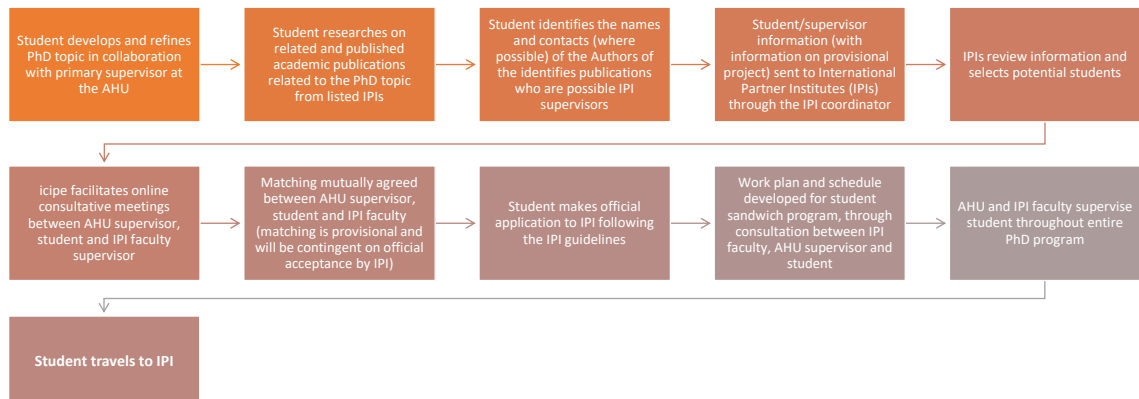 Student develops and refines
PhD topic in collaboration
with primary supervisor at
the AHU
Student researches on
related and published
academic publications
related to the PhD topic
from listed IPIs
Student identifies the names
and contacts (where
possible) of the Authors of
the identifies publications
who are possible IPI
supervisors
Student/supervisor
information (with
information on provisional
project) sent to International
Partner Institutes (IPIs)
through the IPI coordinator
IPIs review information and
selects potential students
icipe facilitates online
consultative meetings
between AHU supervisor,
student and IPI faculty
supervisor
Matching mutually agreed
between AHU supervisor,
student and IPI faculty
(matching is provisional and
will be contingent on official
acceptance by IPI)
Student makes official
application to IPI following
the IPI guidelines
Work plan and schedule
developed for student
sandwich program, through
consultation between IPI
faculty, AHU supervisor and
student
AHU and IPI faculty supervise
student throughout entire
PhD program
Student travels to IPI